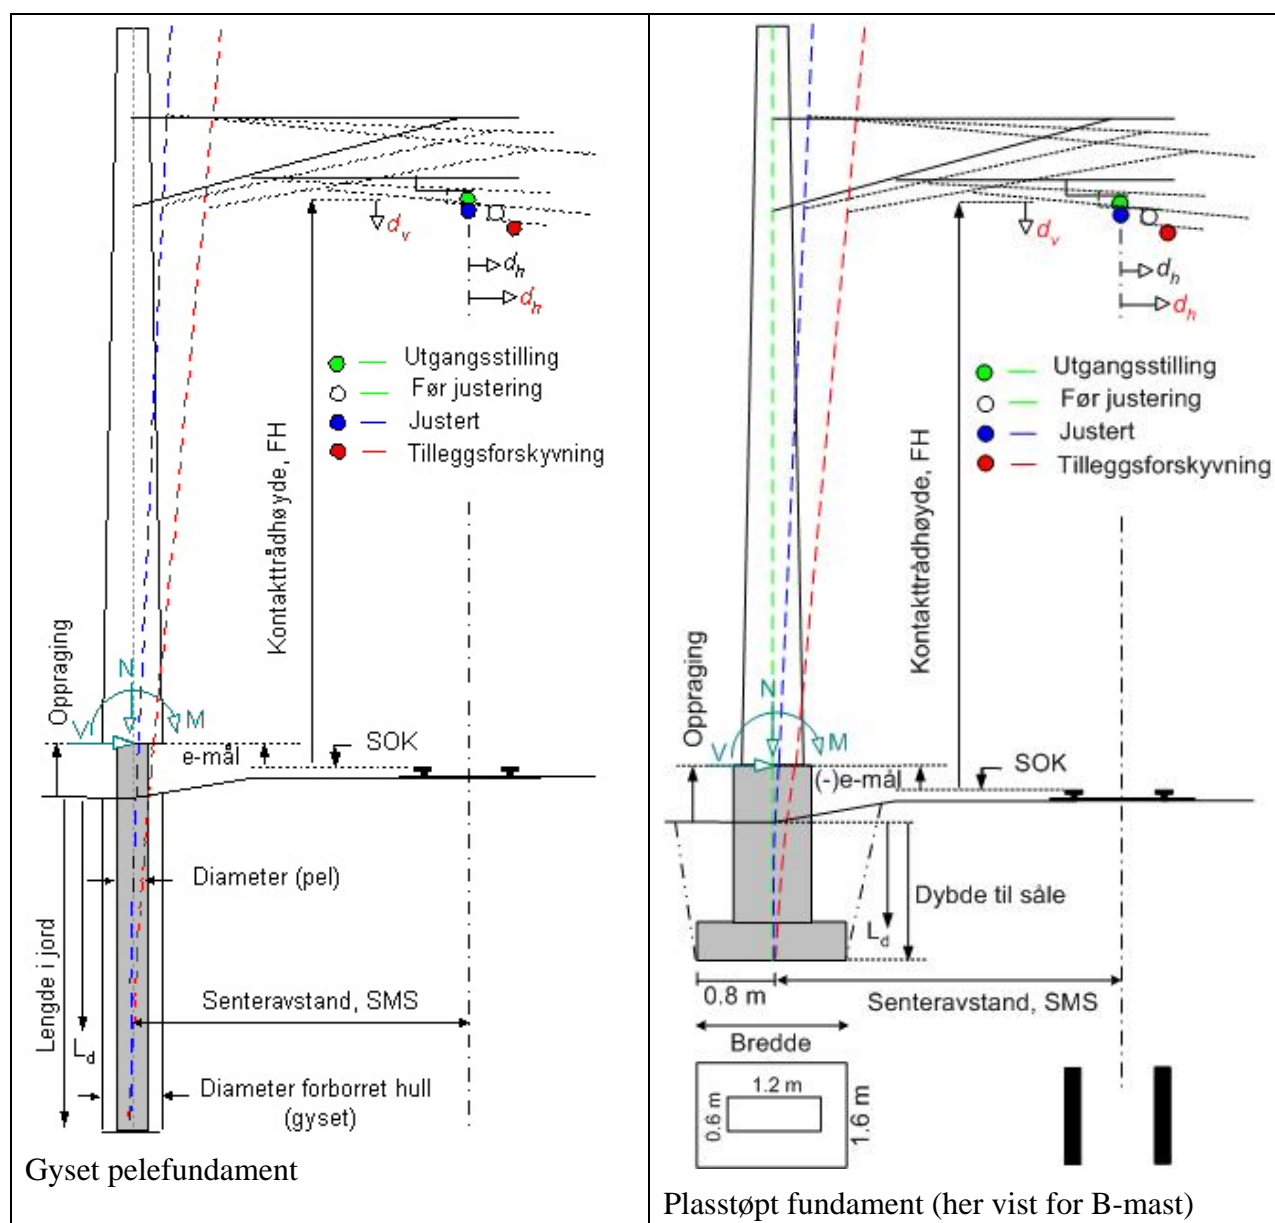 d_v
d_h
d_h
Utgangsstilling
Før justering
Justert
Tilleggsforskyvning
Kontakttrådhøyde, FH
Oppraging
N
V
M
e-mål
SOK
Diameter (pel)
Lengde i jord
L_d
Senteravstand, SMS
Diameter forborret hull
(gyset)
Gyset pelefundament
d_v
d_h
d_h
Utgangsstilling
Før justering
Justert
Tilleggsforskyvning
Kontakttrådhøyde, FH
Oppraging
N
V
M
(-)e-mål
SOK
Dybde til såle
L_d
0.8 m
Senteravstand, SMS
Bredde
1.2 m
0.6 m
1.6 m
Plasstøpt fundament (her vist for B-mast)